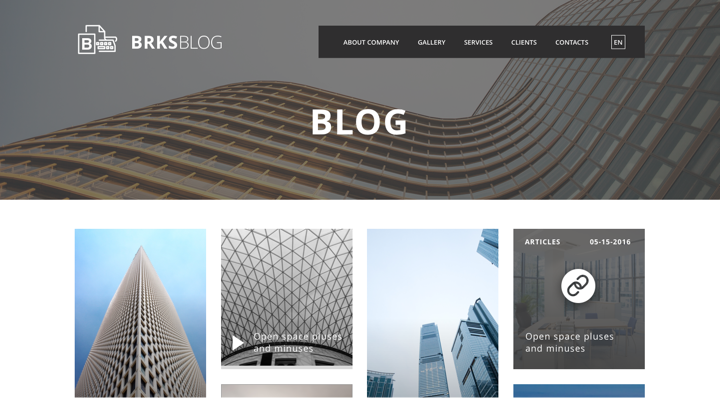 BRKSBLOG
ABOUT COMPANY GALLERY SERVICES CLIENTS CONTACTS EN
BLOG
ARTICLES 05-15-2016
Open space pluses
and minuses
Open space pluses
and minuses